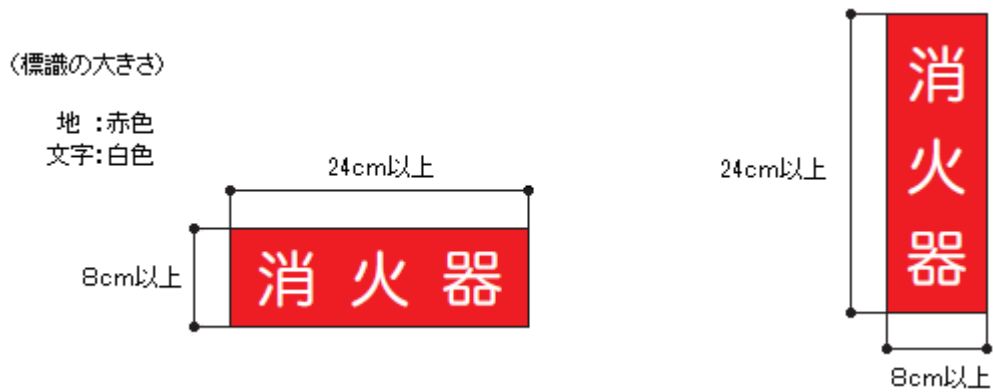 （標識の大きさ）
地　：赤色
文字：白色
24cm以上
8cm以上
消火器
24cm以上
消火器
8cm以上